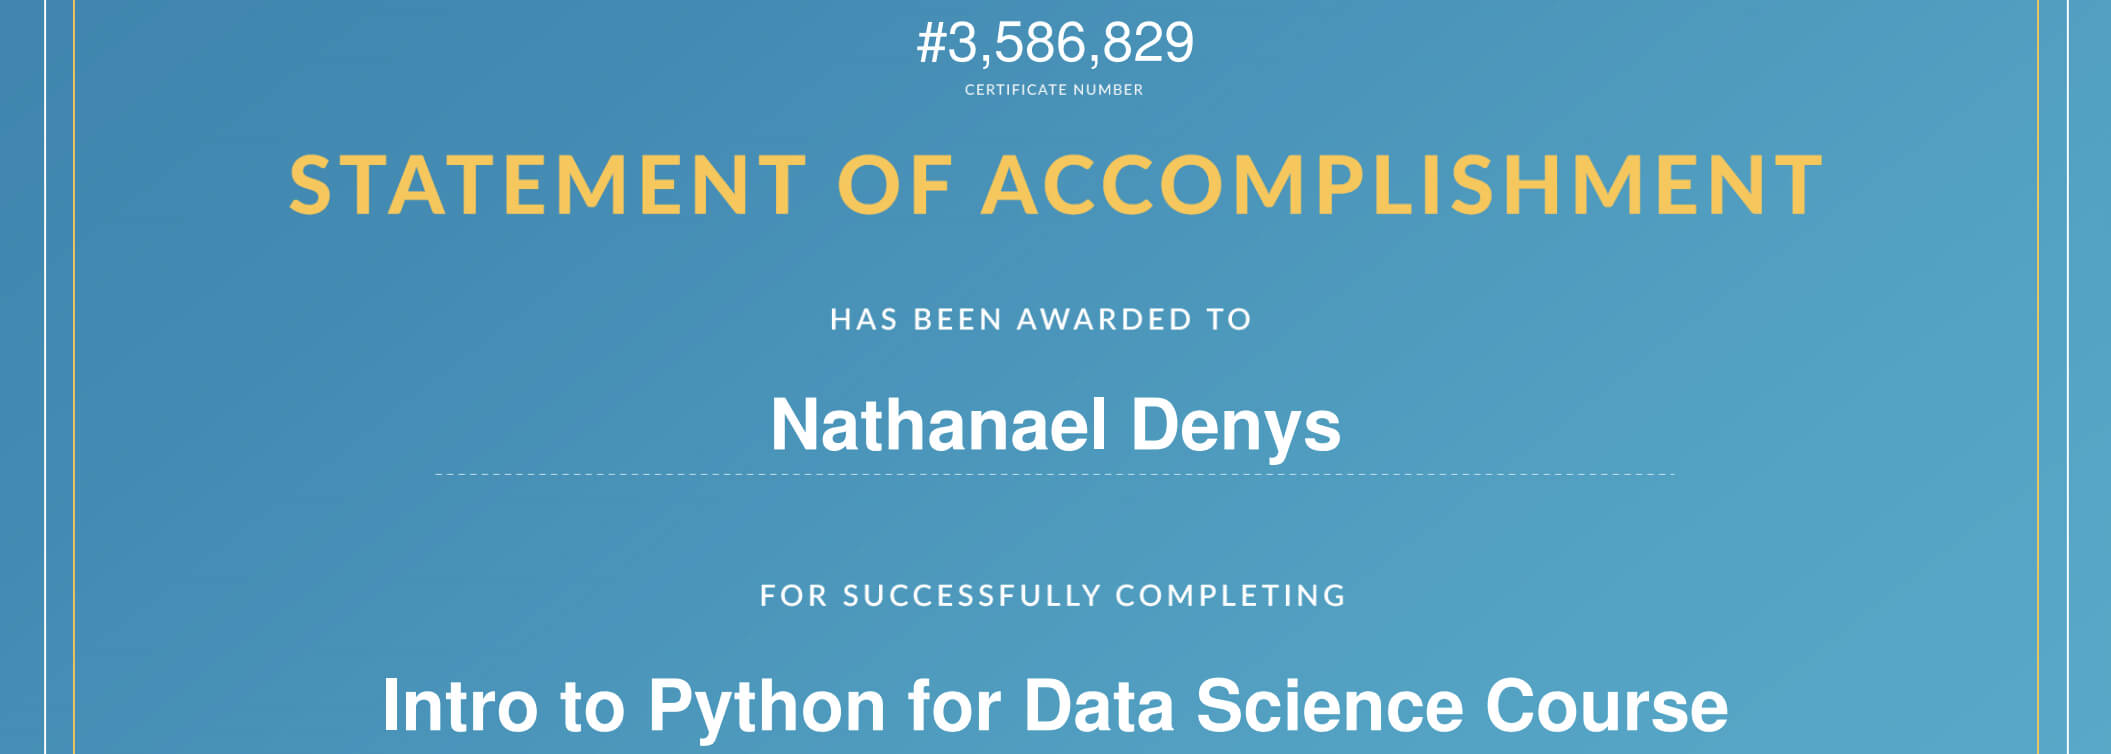 #3,586,829
CERTIFICATE NUMBER
STATEMENT OF ACCOMPLISHMENT
HAS BEEN AWARDED TO
Nathanael Denys
FOR SUCCESSFULLY COMPLETING
Intro to Python for Data Science Course